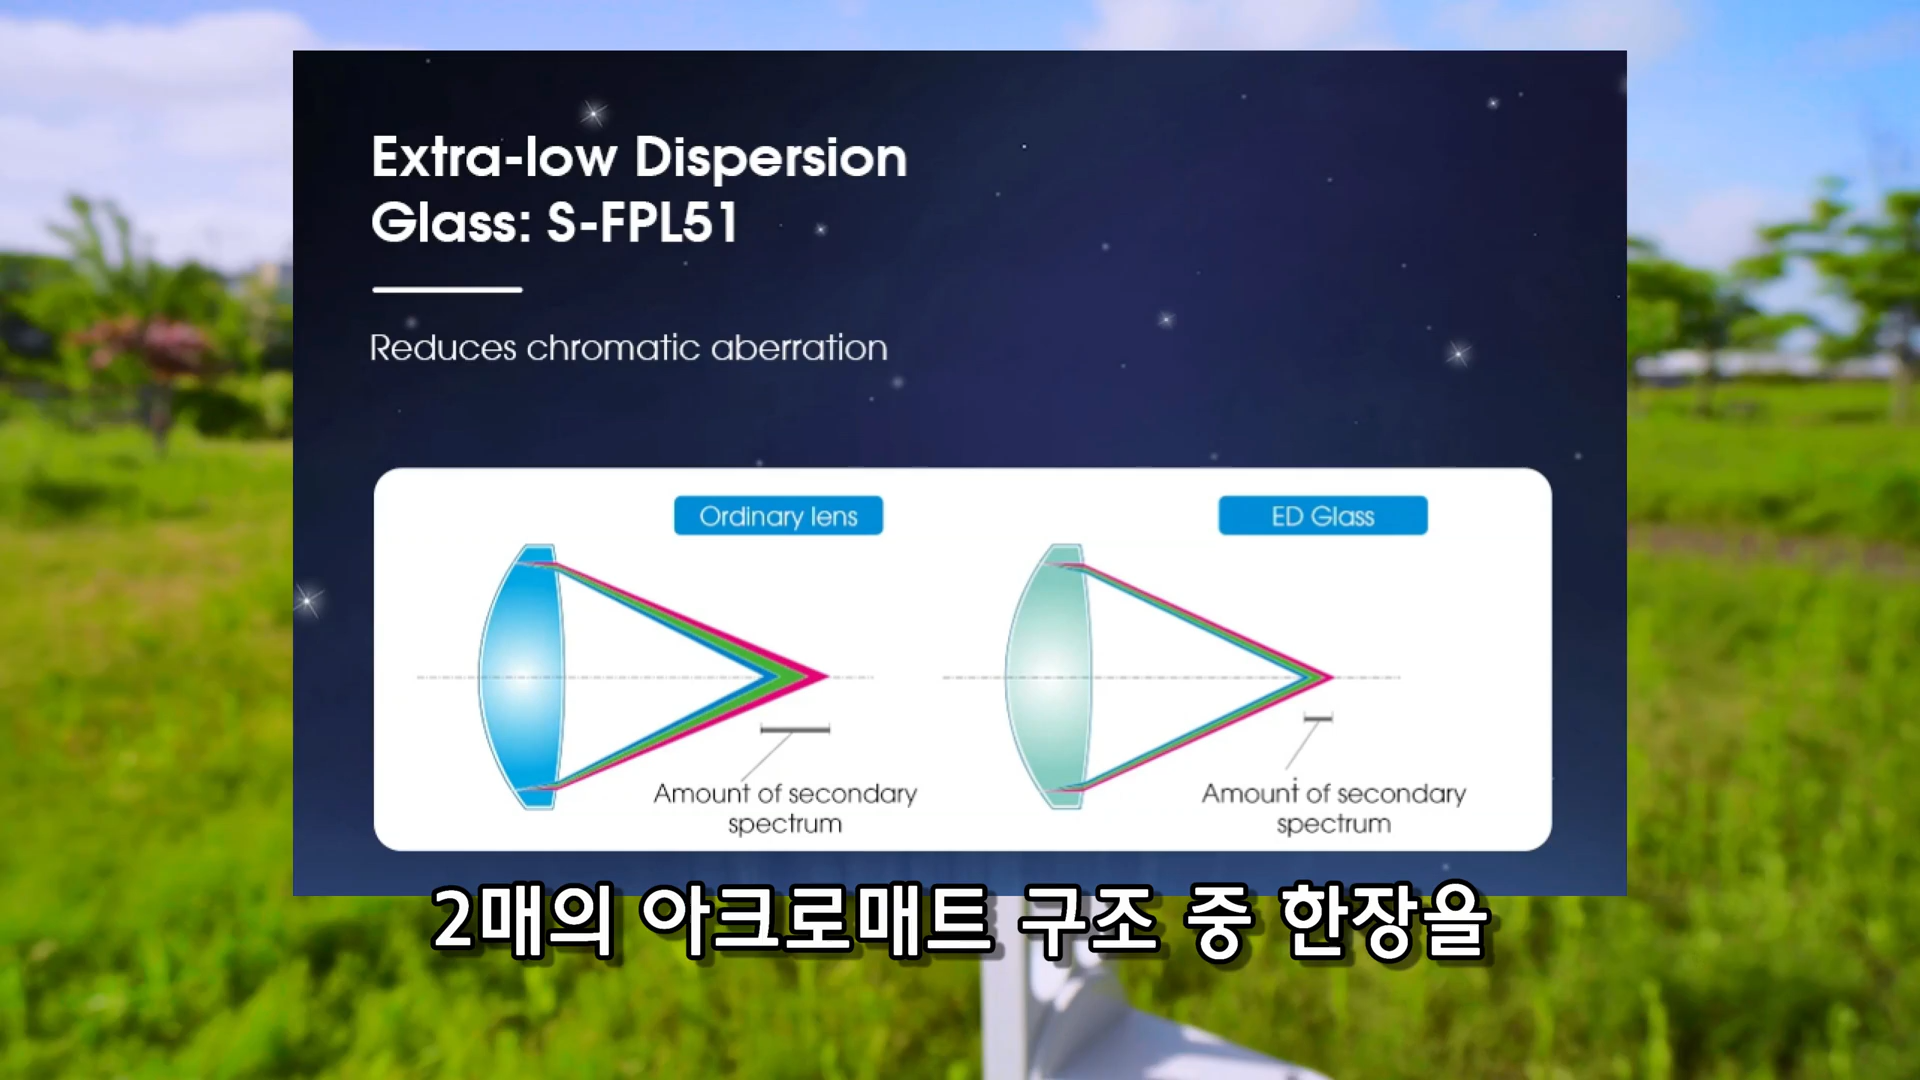 Extra-low Dispersion
Glass: S-FPL51
Reduces chromatic aberration
Ordinary lens
ED Glass
Amount of secondary
spectrum
Amount of secondary
spectrum
2매의 아크로매트 구조 중 한장을